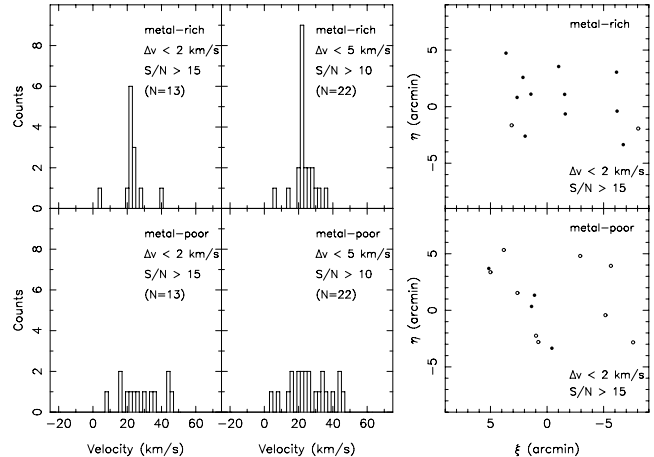 metal-rich
Δv < 2 km/s
S/N > 15
(N=13)
metal-rich
Δv < 5 km/s
S/N > 10
(N=22)
metal-rich
Δv < 2 km/s
S/N > 15
metal-poor
Δv < 2 km/s
S/N > 15
(N=13)
metal-poor
Δv < 5 km/s
S/N > 10
(N=22)
metal-poor
Δv < 2 km/s
S/N > 15
Counts
0 2 4 6 8
Counts
0 2 4 6 8
η (arcmin)
5 0 -5
η (arcmin)
5 0 -5
-20 0 20 40 60
-20 0 20 40 60
5 0 -5
Velocity (km/s)
Velocity (km/s)
ξ (arcmin)